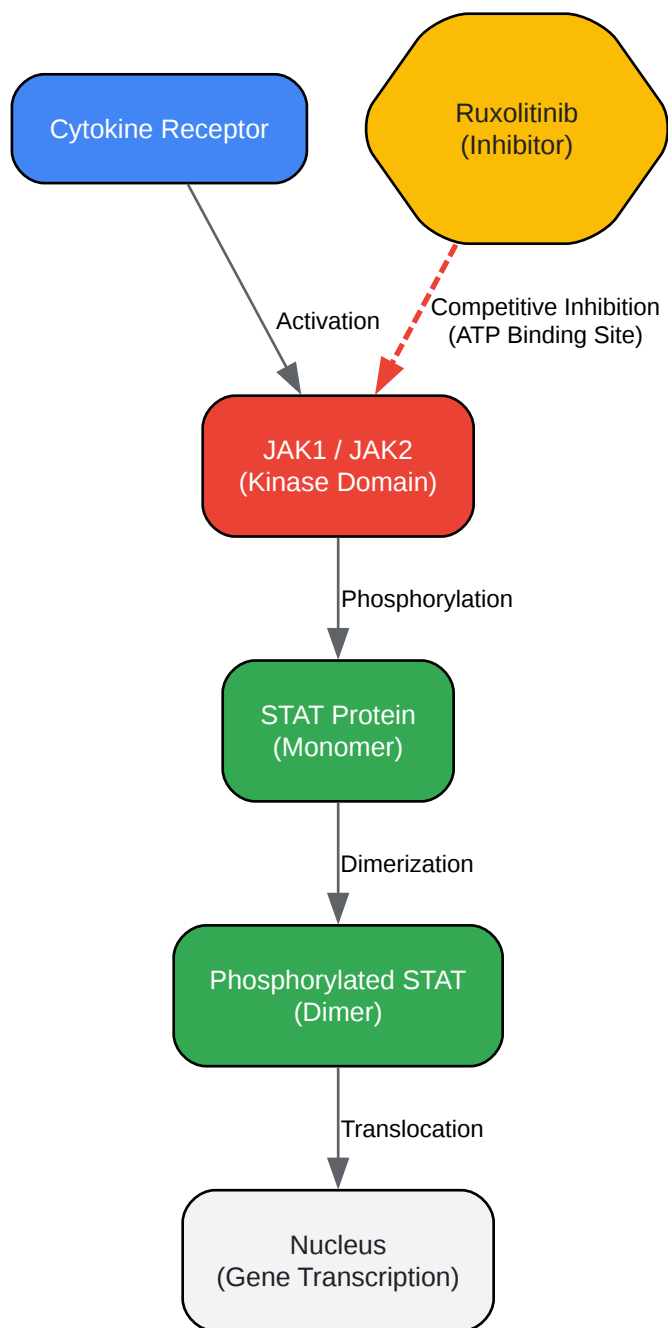 Cytokine Receptor
Ruxolitinib
(Inhibitor)
Activation
Competitive Inhibition
(ATP Binding Site)
JAK1 / JAK2
(Kinase Domain)
Phosphorylation
STAT Protein
(Monomer)
Dimerization
Phosphorylated STAT
(Dimer)
Translocation
Nucleus
(Gene Transcription)